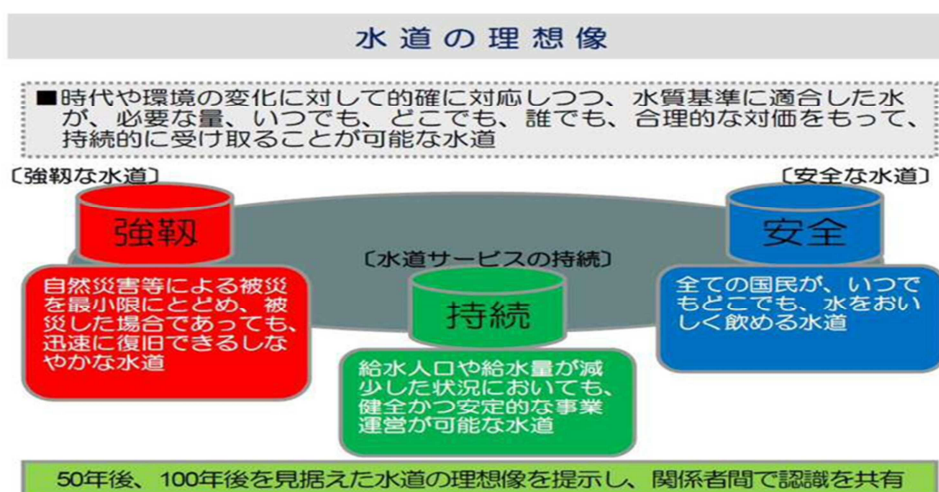 水道の理想像
■時代や環境の変化に対して的確に対応しつつ、水質基準に適合した水
が、必要な量、いつでも、どこでも、誰でも、合理的な対価をもって、
持続的に受け取ることが可能な水道
〔強靱な水道〕
〔安全な水道〕
強靱
安全
〔水道サービスの持続〕
自然災害等による被災
を最小限にとどめ、被
災した場合であっても、
迅速に復旧できるしな
やかな水道
持続
全ての国民が、いつで
もどこでも、水をおい
しく飲める水道
給水人口や給水量が減
少した状況においても、
健全かつ安定的な事業
運営が可能な水道
50年後、100年後を見据えた水道の理想像を提示し、関係者間で認識を共有